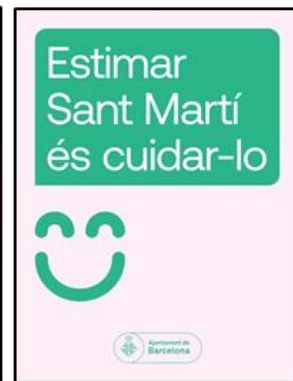 Estimar
Sant Martí
és cuidar-lo
Ajuntament de
Barcelona